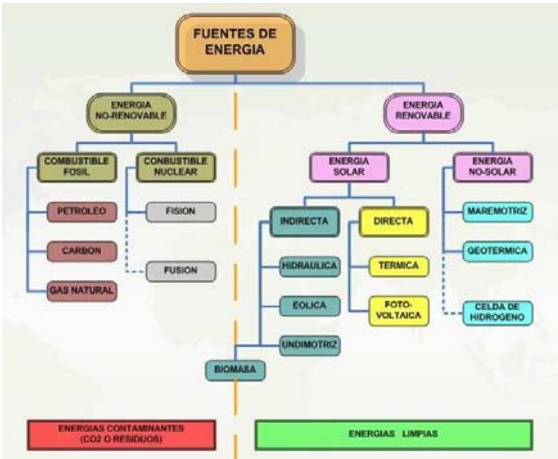 FUENTES DE
ENERGIA
ENERGIA
NO-RENOVABLE
ENERGIA
RENOVABLE
COMBUSTIBLE
FOSIL
CONBUSTIBLE
NUCLEAR
ENERGIA
SOLAR
ENERGIA
NO-SOLAR
PETROLEO
FISION
INDIRECTA
DIRECTA
MAREMOTRIZ
CARBON
FUSION
HIDRAULICA
TERMICA
GEOTERMICA
GAS NATURAL
EOLICA
FOTO-
VOLTAICA
CELDA DE
HIDROGENO
UNDIMOTRIZ
BIOMASA
ENERGIAS CONTAMINANTES
(CO2 O RESIDUOS)
ENERGIAS LIMPIAS